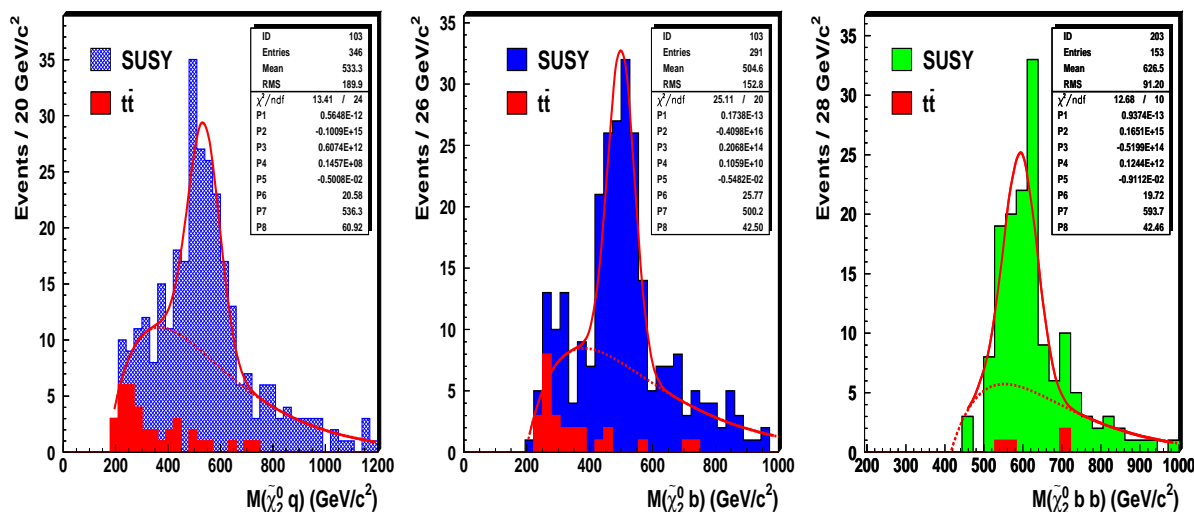 Events / 20 GeV/c²
35
30
25
20
15
10
5
0
0 200 400 600 800 1000 1200
M(χ̃₂⁰ q) (GeV/c²)
SUSY
tt̄
ID 103
Entries 346
Mean 533.3
RMS 189.9
χ²/ndf 13.41 / 24
P1 0.5648E-12
P2 -0.1009E+15
P3 0.6074E+12
P4 0.1457E+08
P5 -0.5008E-02
P6 20.58
P7 536.3
P8 60.92
Events / 26 GeV/c²
35
30
25
20
15
10
5
0
0 200 400 600 800 1000
M(χ̃₂⁰ b) (GeV/c²)
SUSY
tt̄
ID 103
Entries 291
Mean 504.6
RMS 152.8
χ²/ndf 25.11 / 20
P1 0.1738E-13
P2 -0.4098E+16
P3 0.2068E+14
P4 0.1059E+10
P5 -0.5482E-02
P6 25.77
P7 500.2
P8 42.50
Events / 28 GeV/c²
35
30
25
20
15
10
5
0
200 300 400 500 600 700 800 900 1000
M(χ̃₂⁰ b b) (GeV/c²)
SUSY
tt̄
ID 203
Entries 153
Mean 626.5
RMS 91.20
χ²/ndf 12.68 / 10
P1 0.9374E-13
P2 0.1651E+15
P3 -0.5199E+14
P4 0.1244E+12
P5 -0.9112E-02
P6 19.72
P7 593.7
P8 42.46